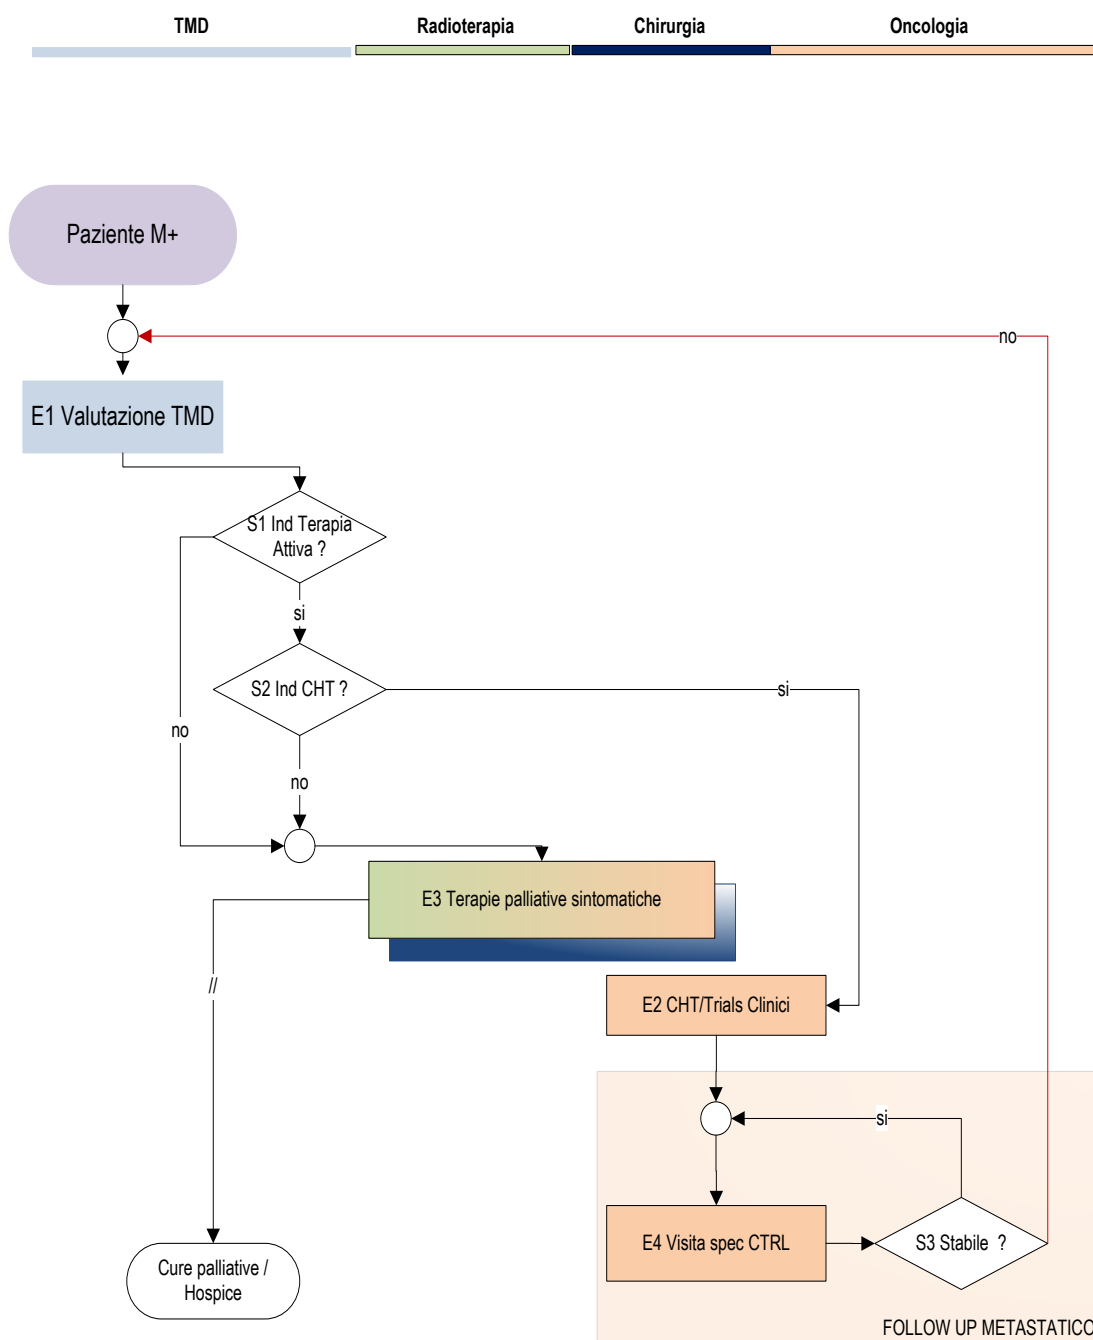 TMD Radioterapia Chirurgia Oncologia
Paziente M+
no
E1 Valutazione TMD
S1 Ind Terapia
Attiva ?
si
S2 Ind CHT ?
si
no
no
E3 Terapie palliative sintomatiche
//
E2 CHT/Trials Clinici
si
E4 Visita spec CTRL
S3 Stabile ?
Cure palliative /
Hospice
FOLLOW UP METASTATICO